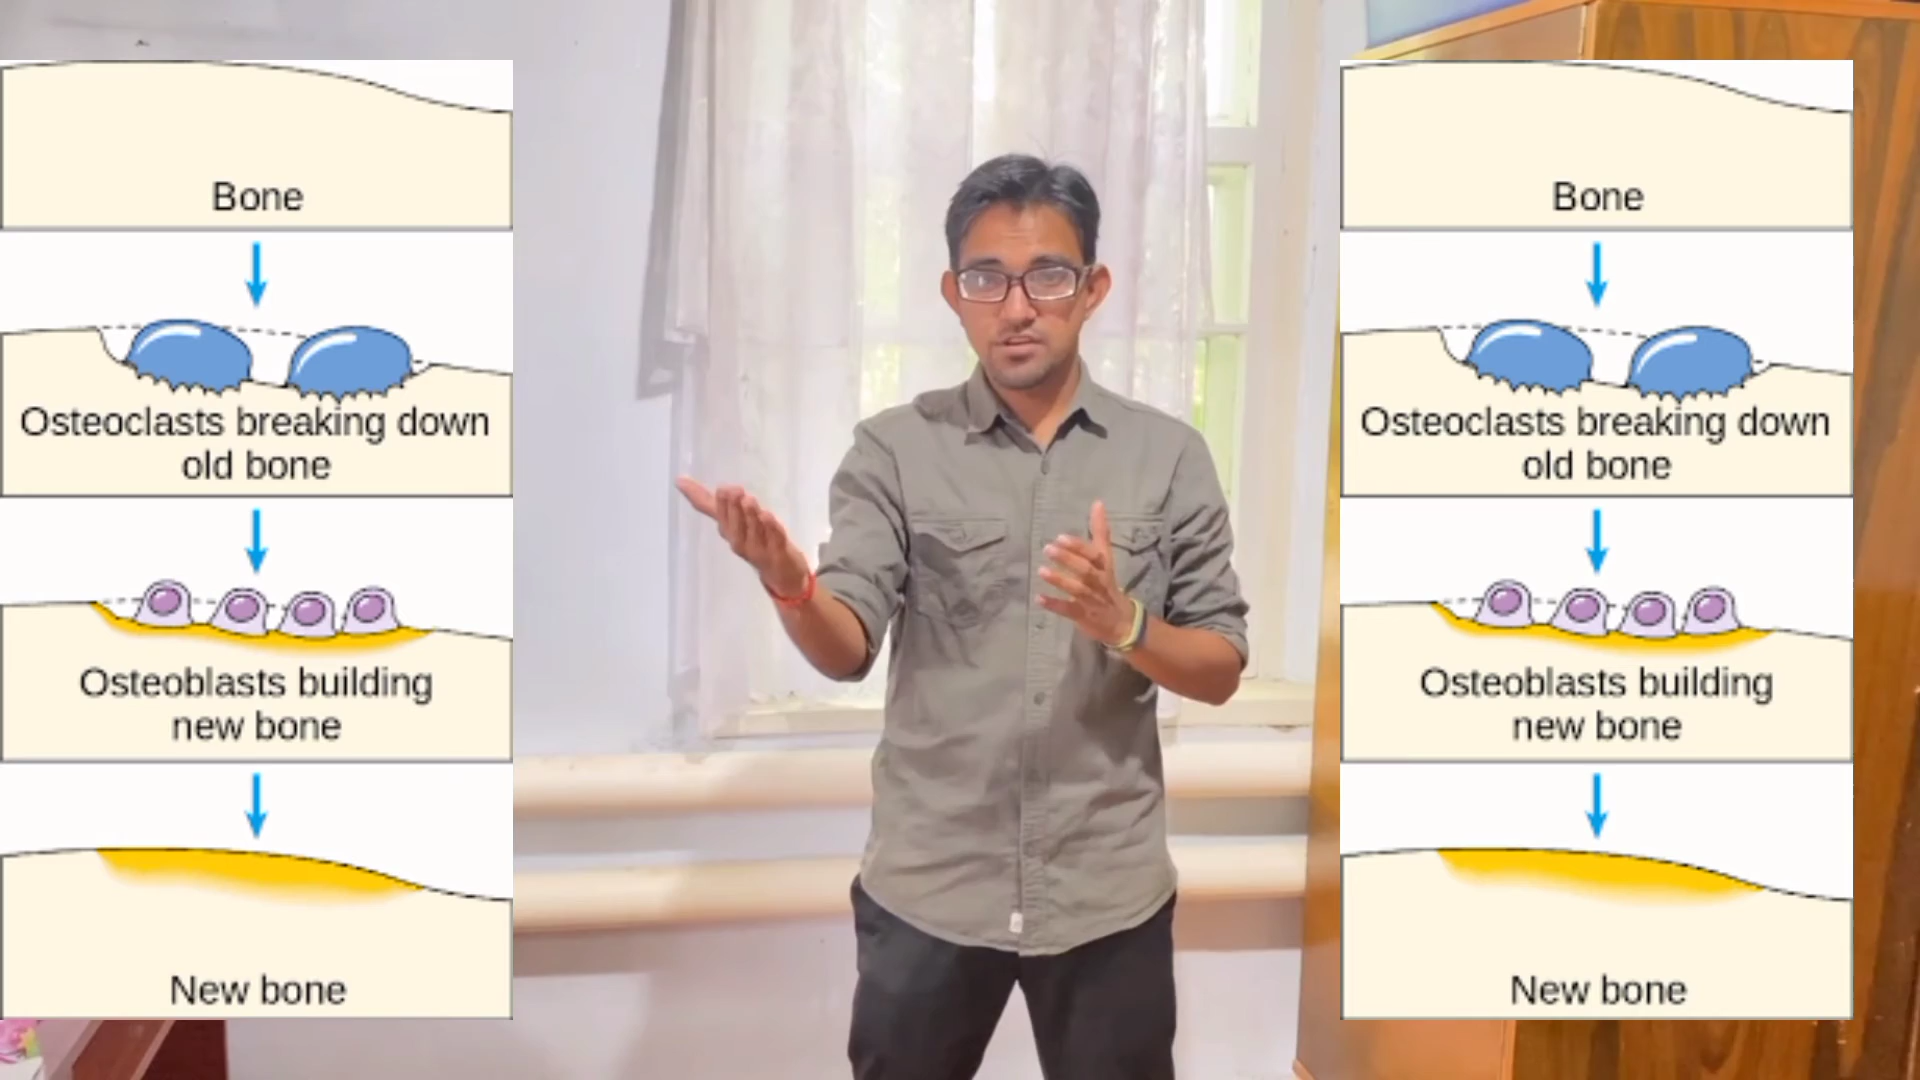 Bone
Osteoclasts breaking down
old bone
Osteoblasts building
new bone
New bone
Bone
Osteoclasts breaking down
old bone
Osteoblasts building
new bone
New bone